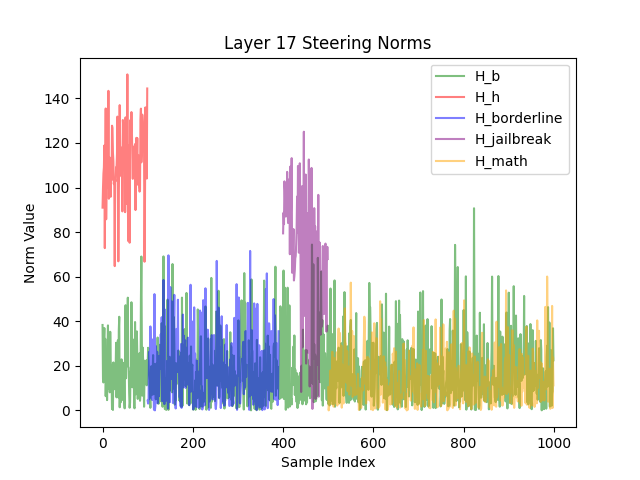 Layer 17 Steering Norms
H_b
H_h
H_borderline
H_jailbreak
H_math
Norm Value
140
120
100
80
60
40
20
0
0 200 400 600 800 1000
Sample Index